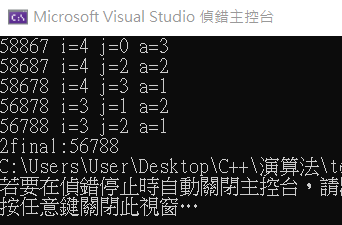 Microsoft Visual Studio 偵錯主控台
58867 i=4 j=0 a=3
58687 i=4 j=2 a=2
58678 i=4 j=3 a=1
56878 i=3 j=1 a=2
56788 i=3 j=2 a=1
2final:56788
C:\Users\User\Desktop\C++\演算法\t
若要在偵錯停止時自動關閉主控台，請
按任意鍵關閉此視窗…